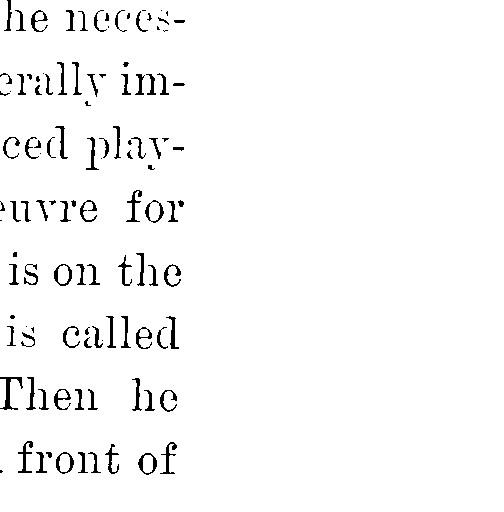 he neces-
erally im-
ced play-
euvre for
is on the
is called
Then he
front of